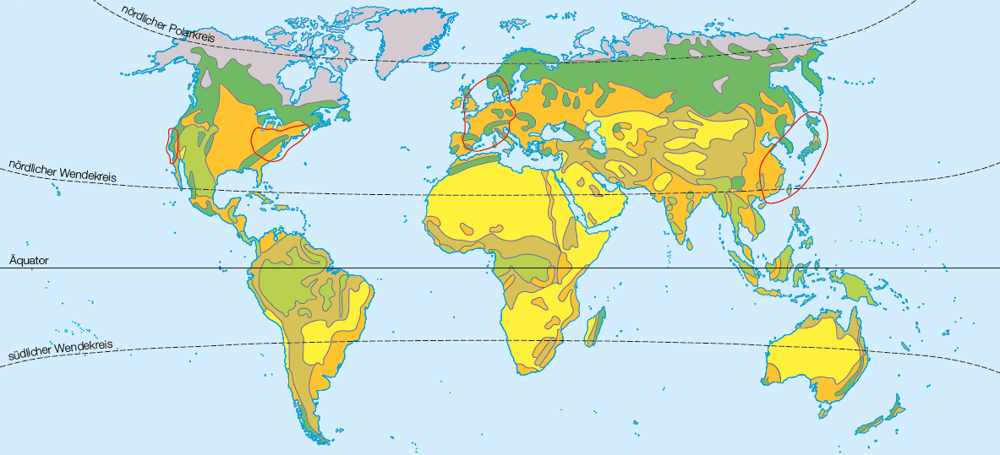 nördlicher Polarkreis
nördlicher Wendekreis
Äquator
südlicher Wendekreis